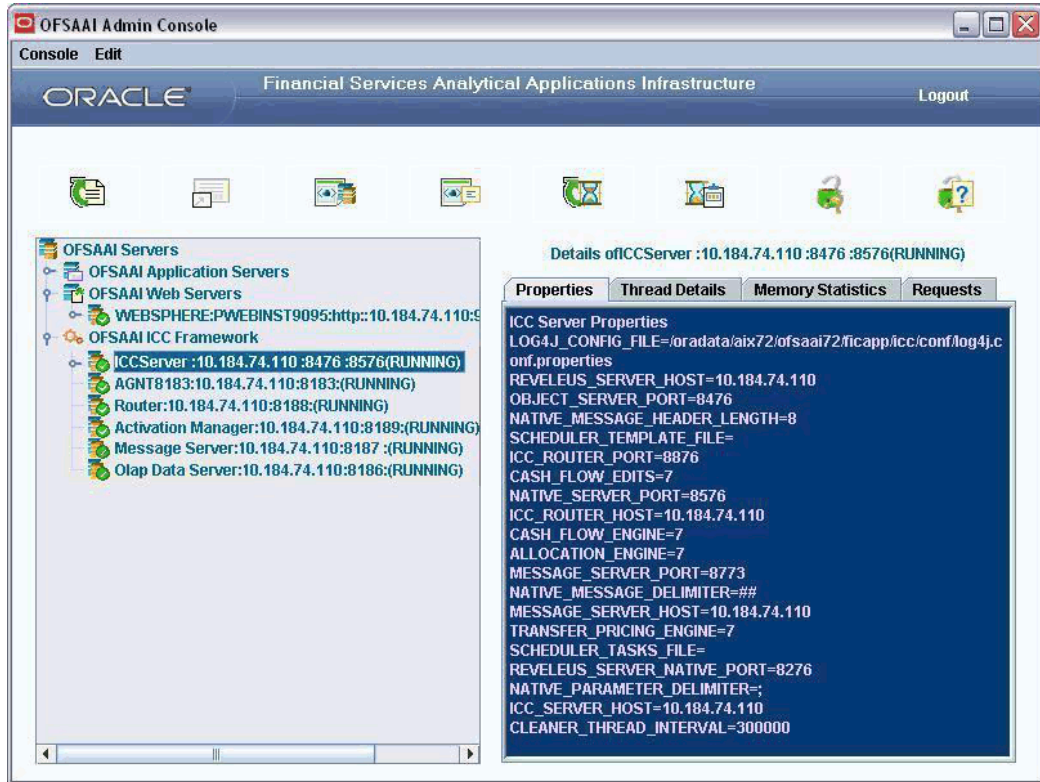 OFSAAI Admin Console
Console Edit
ORACLE
Financial Services Analytical Applications Infrastructure
Logout
OFSAAI Servers
OFSAAI Application Servers
OFSAAI Web Servers
WEBSPHERE:PWEBINST9095:http::10.184.74.110:9
OFSAAI ICC Framework
ICCServer :10.184.74.110 :8476 :8576(RUNNING)
AGNT8183:10.184.74.110:8183:(RUNNING)
Router:10.184.74.110:8188:(RUNNING)
Activation Manager:10.184.74.110:8189:(RUNNING)
Message Server:10.184.74.110:8187 :(RUNNING)
Olap Data Server:10.184.74.110:8186:(RUNNING)
Details ofICCServer :10.184.74.110 :8476 :8576(RUNNING)
Properties Thread Details Memory Statistics Requests
ICC Server Properties
LOG4J_CONFIG_FILE=/oradata/aix72/ofsaai72/ficapp/icc/conf/log4j.c
onf.properties
REVELEUS_SERVER_HOST=10.184.74.110
OBJECT_SERVER_PORT=8476
NATIVE_MESSAGE_HEADER_LENGTH=8
SCHEDULER_TEMPLATE_FILE=
ICC_ROUTER_PORT=8876
CASH_FLOW_EDITS=7
NATIVE_SERVER_PORT=8576
ICC_ROUTER_HOST=10.184.74.110
CASH_FLOW_ENGINE=7
ALLOCATION_ENGINE=7
MESSAGE_SERVER_PORT=8773
NATIVE_MESSAGE_DELIMITER=##
MESSAGE_SERVER_HOST=10.184.74.110
TRANSFER_PRICING_ENGINE=7
SCHEDULER_TASKS_FILE=
REVELEUS_SERVER_NATIVE_PORT=8276
NATIVE_PARAMETER_DELIMITER=;
ICC_SERVER_HOST=10.184.74.110
CLEANER_THREAD_INTERVAL=300000